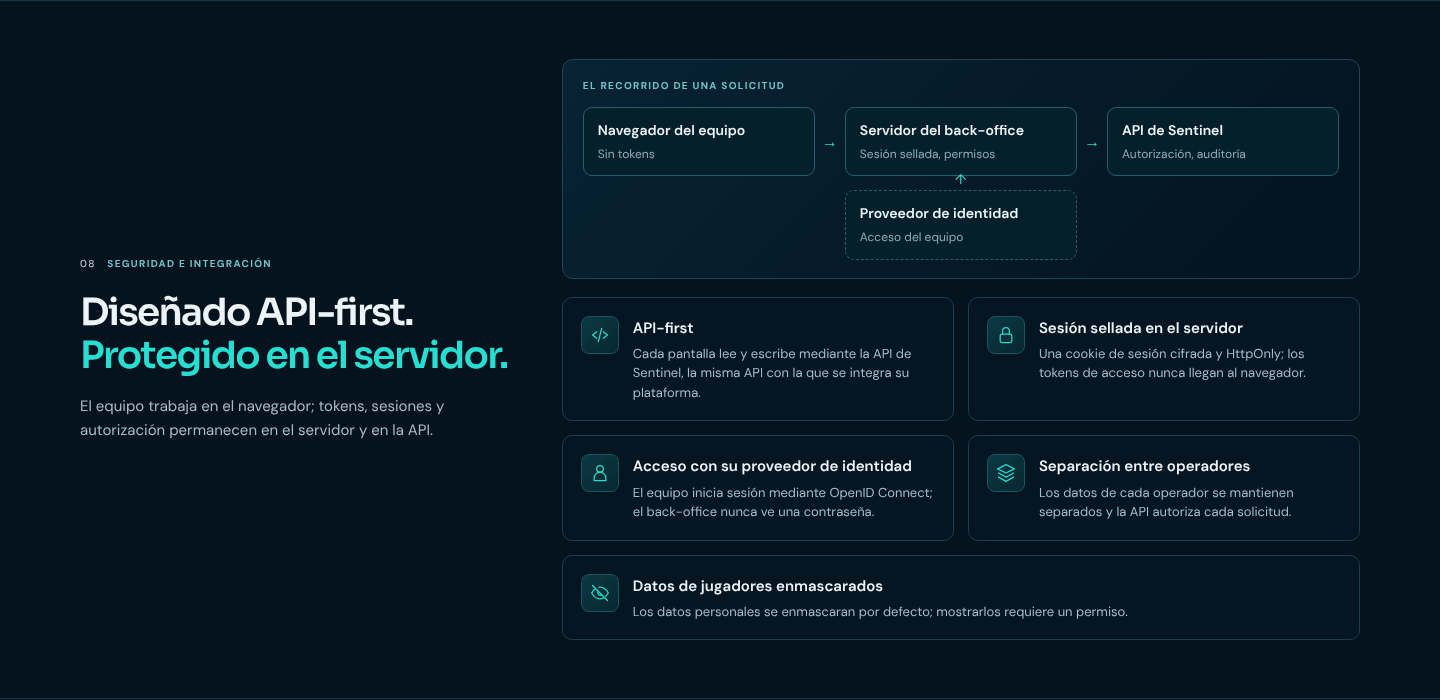 08 SEGURIDAD E INTEGRACIÓN
Diseñado API-first.
Protegido en el servidor.
El equipo trabaja en el navegador; tokens, sesiones y
autorización permanecen en el servidor y en la API.
EL RECORRIDO DE UNA SOLICITUD
Navegador del equipo
Sin tokens
→
Servidor del back-office
Sesión sellada, permisos
→
API de Sentinel
Autorización, auditoría
↑
Proveedor de identidad
Acceso del equipo
API-first
Cada pantalla lee y escribe mediante la API de
Sentinel, la misma API con la que se integra su
plataforma.
Sesión sellada en el servidor
Una cookie de sesión cifrada y HttpOnly; los
tokens de acceso nunca llegan al navegador.
Acceso con su proveedor de identidad
El equipo inicia sesión mediante OpenID Connect;
el back-office nunca ve una contraseña.
Separación entre operadores
Los datos de cada operador se mantienen
separados y la API autoriza cada solicitud.
Datos de jugadores enmascarados
Los datos personales se enmascaran por defecto; mostrarlos requiere un permiso.